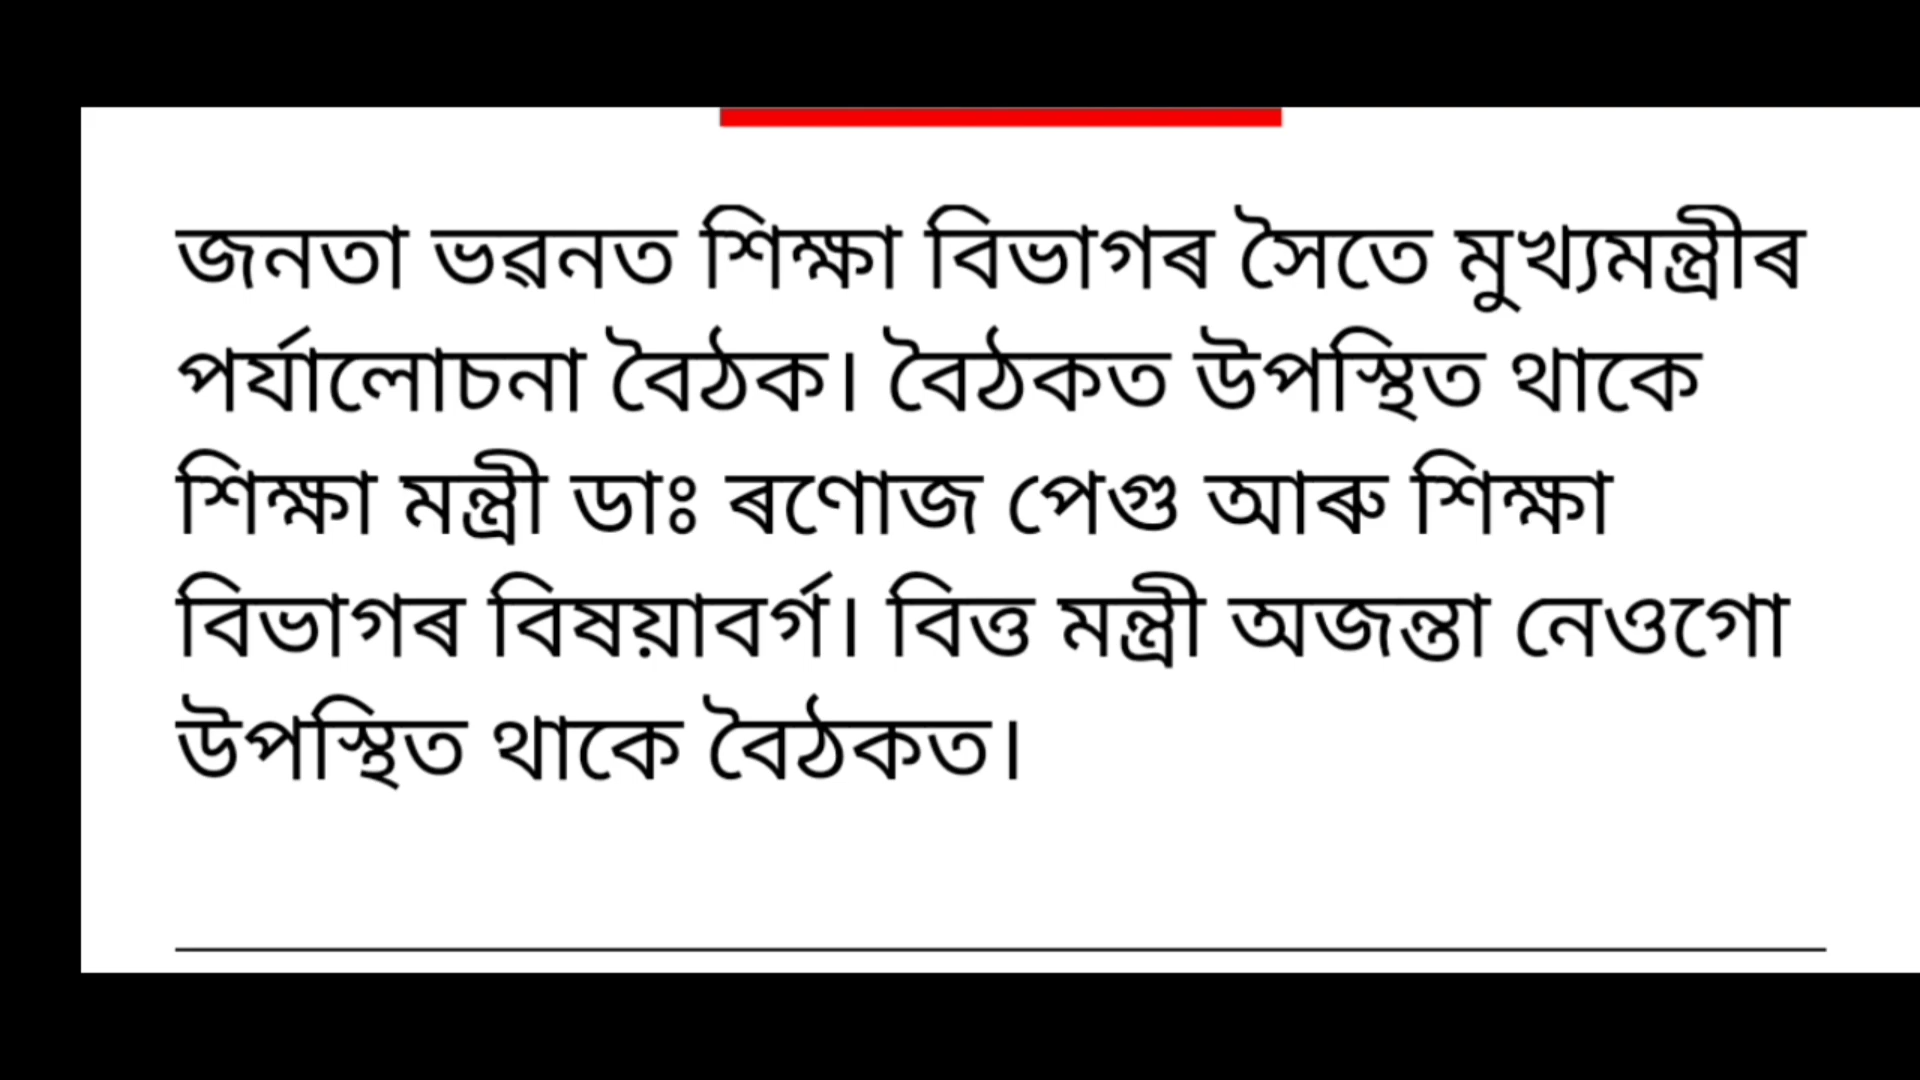 জনতা ভৱনত শিক্ষা বিভাগৰ সৈতে মুখ্যমন্ত্ৰীৰ
পৰ্যালোচনা বৈঠক। বৈঠকত উপস্থিত থাকে
শিক্ষা মন্ত্ৰী ডাঃ ৰণোজ পেগু আৰু শিক্ষা
বিভাগৰ বিষয়াবৰ্গ। বিত্ত মন্ত্ৰী অজন্তা নেওগো
উপস্থিত থাকে বৈঠকত।